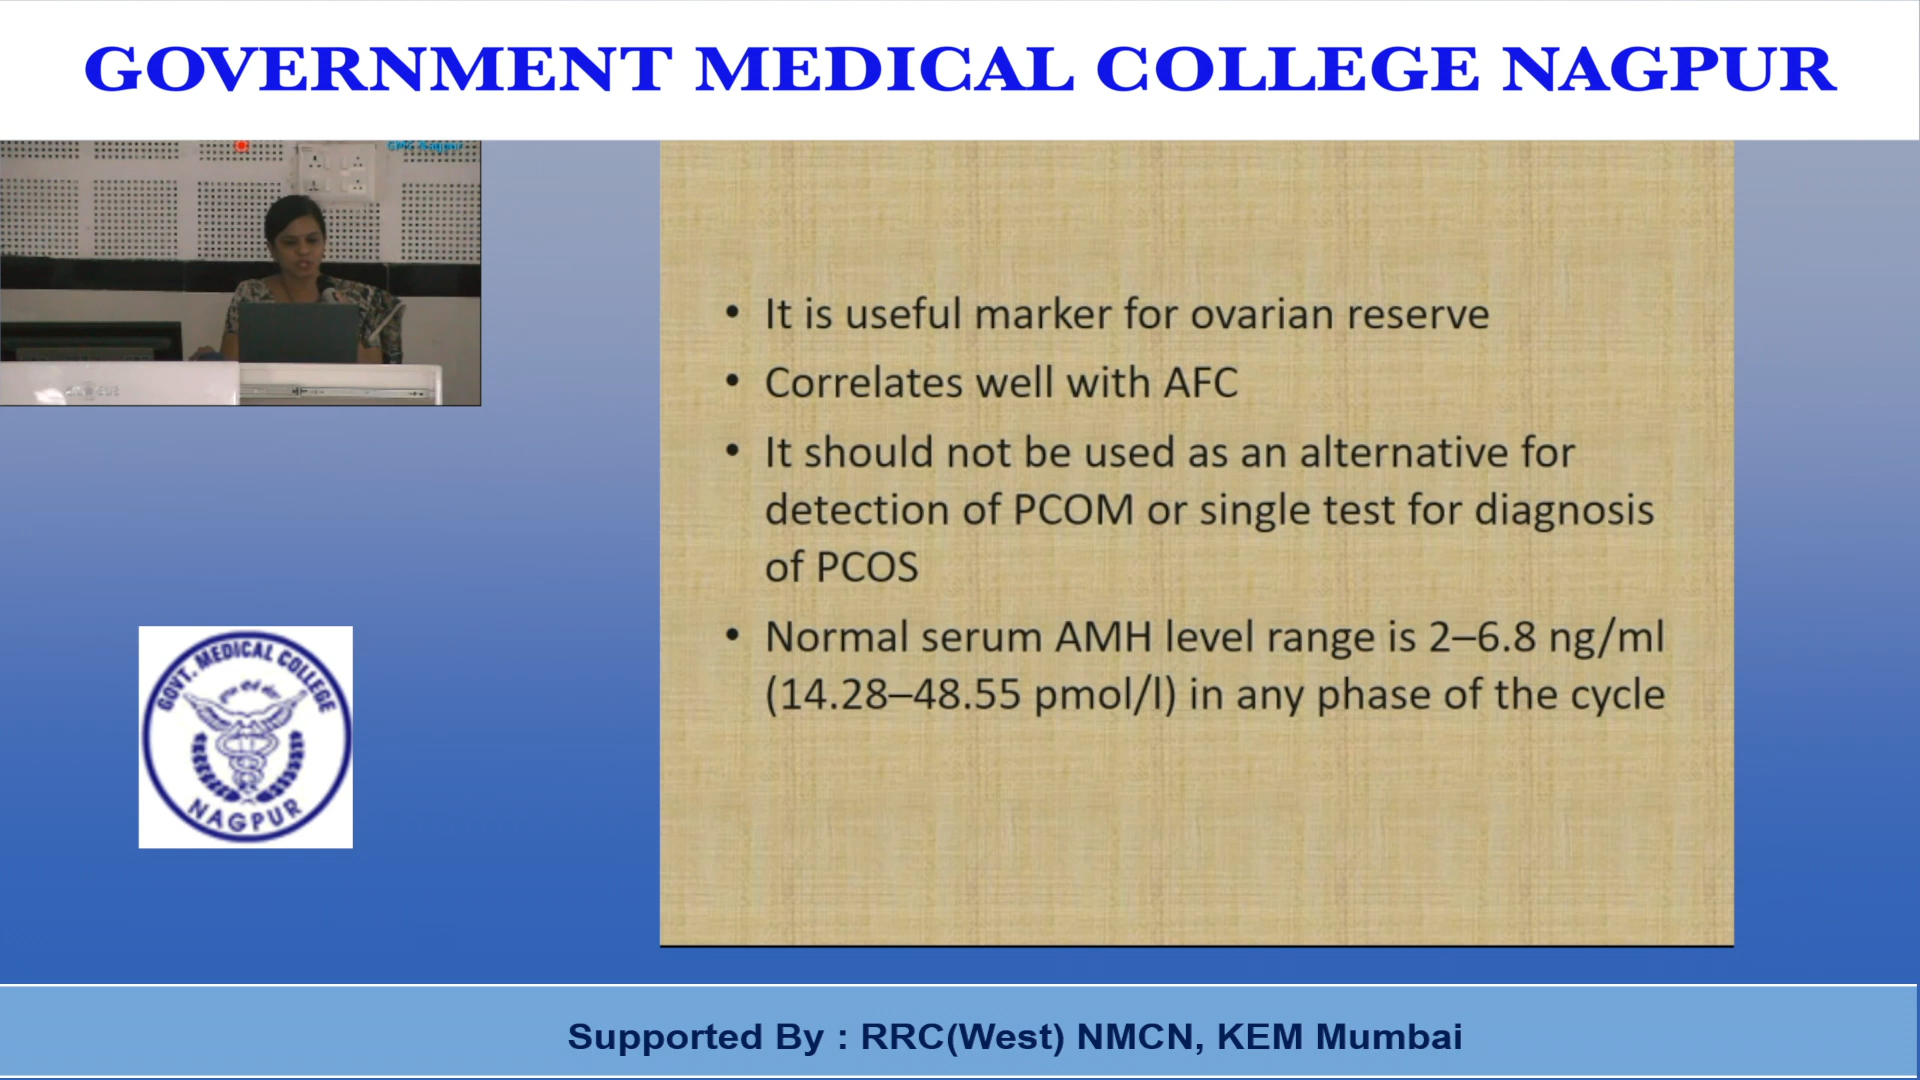 GOVERNMENT MEDICAL COLLEGE NAGPUR
GMC Nagpur
• It is useful marker for ovarian reserve
• Correlates well with AFC
• It should not be used as an alternative for
detection of PCOM or single test for diagnosis
of PCOS
• Normal serum AMH level range is 2–6.8 ng/ml
(14.28–48.55 pmol/l) in any phase of the cycle
GOVT. MEDICAL COLLEGE
NAGPUR
Supported By : RRC(West) NMCN, KEM Mumbai